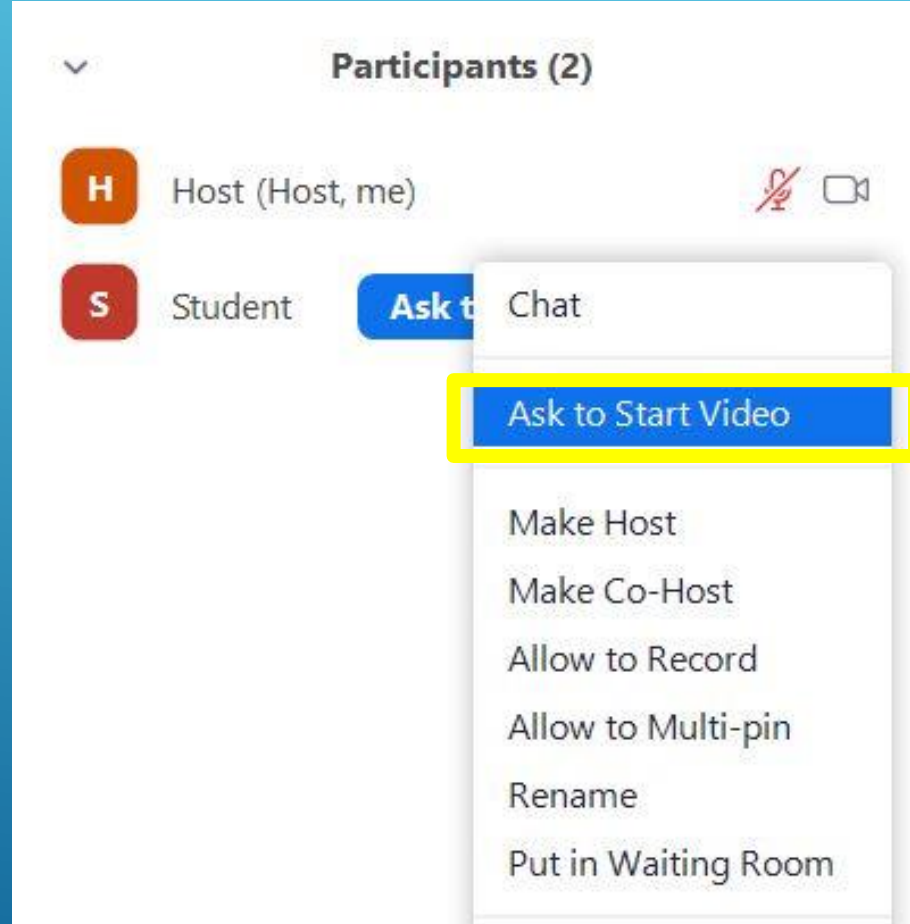 Participants (2)
H Host (Host, me)
S Student Ask t
Chat
Ask to Start Video
Make Host
Make Co-Host
Allow to Record
Allow to Multi-pin
Rename
Put in Waiting Room